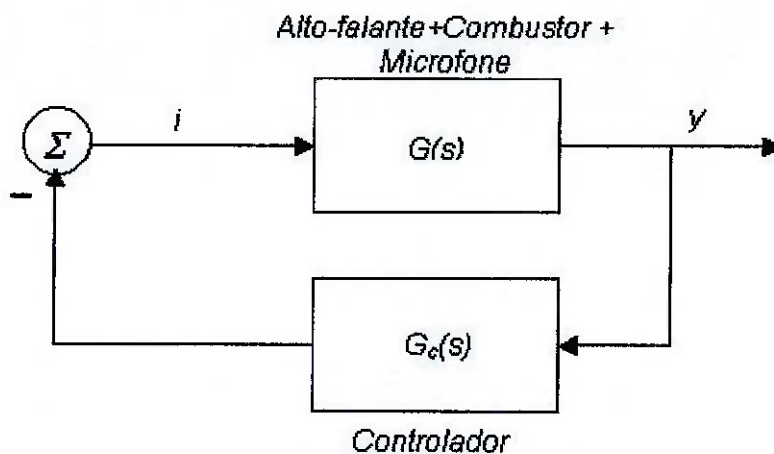 Alto-falante+Combustor +
Microfone
Σ
i
G(s)
y
−
Gc(s)
Controlador